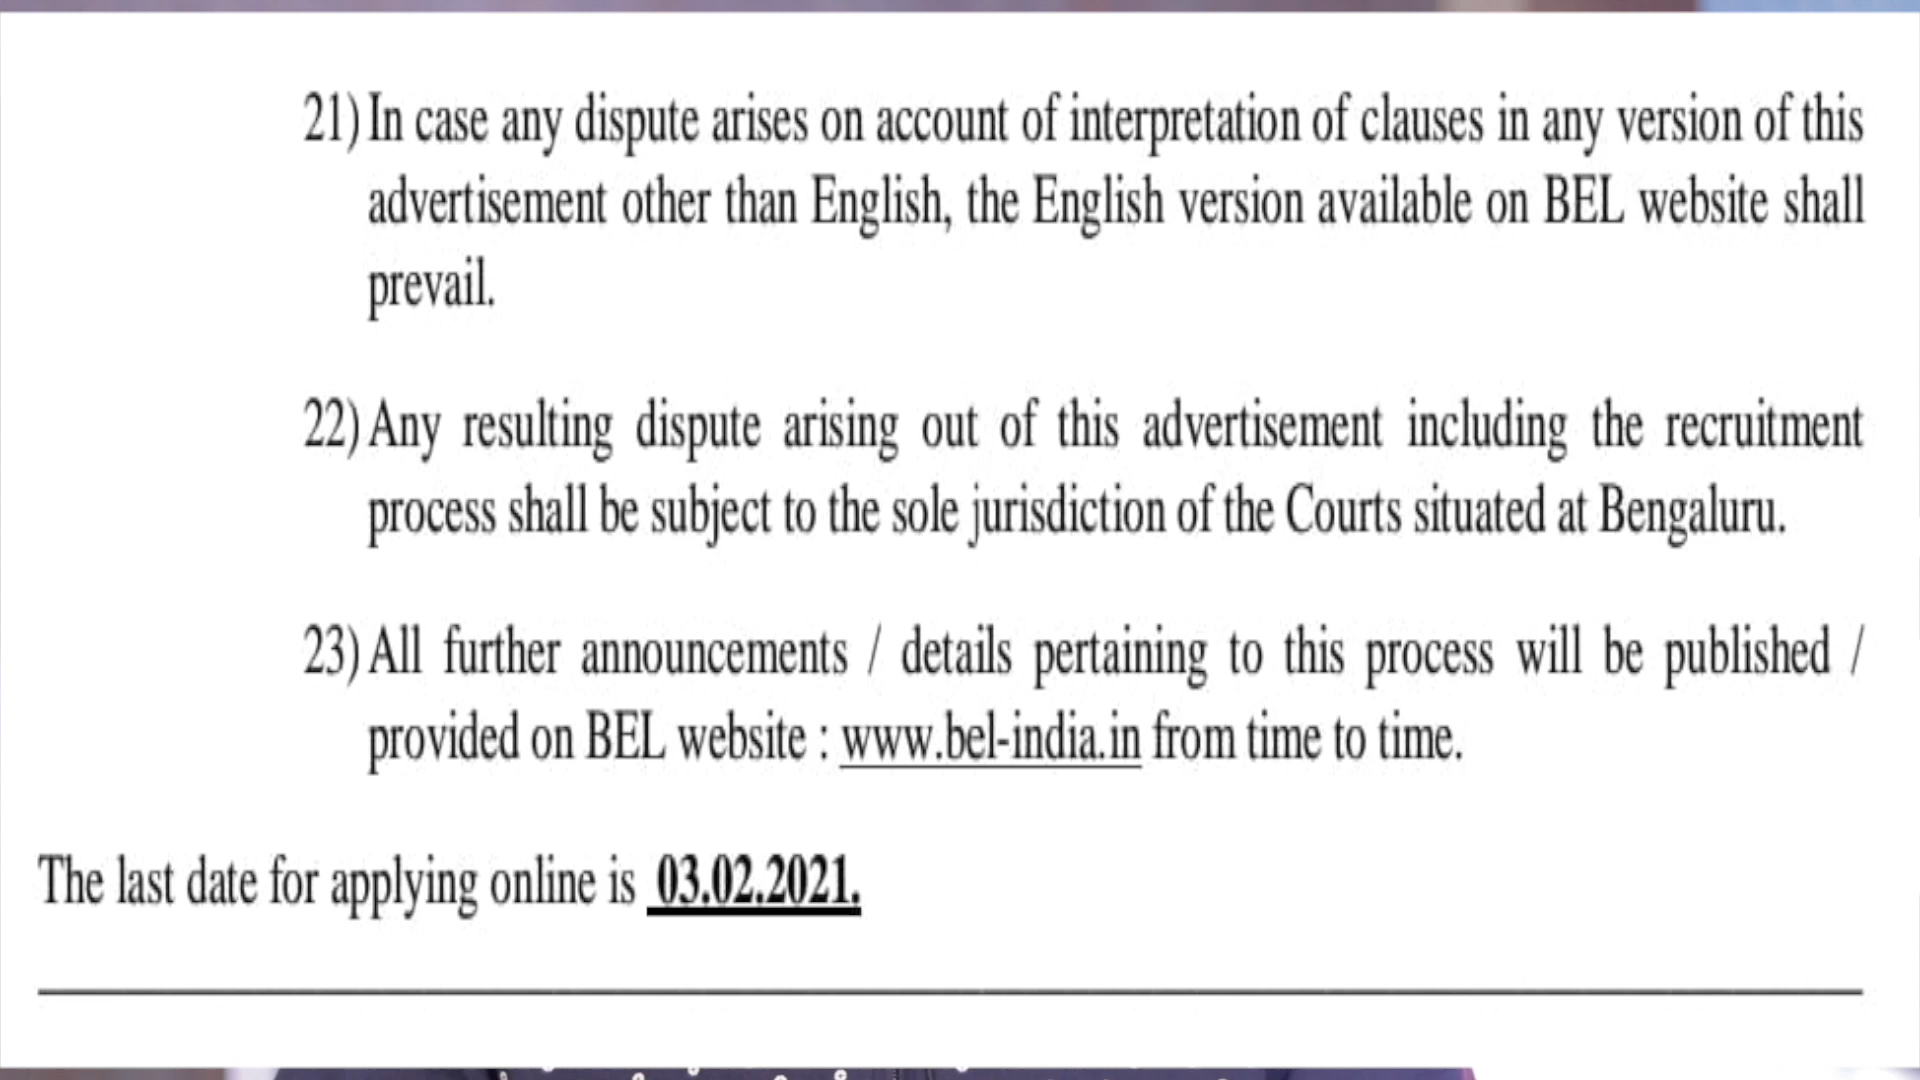 21) In case any dispute arises on account of interpretation of clauses in any version of this
advertisement other than English, the English version available on BEL website shall
prevail.
22) Any resulting dispute arising out of this advertisement including the recruitment
process shall be subject to the sole jurisdiction of the Courts situated at Bengaluru.
23) All further announcements / details pertaining to this process will be published /
provided on BEL website : www.bel-india.in from time to time.
The last date for applying online is 03.02.2021.